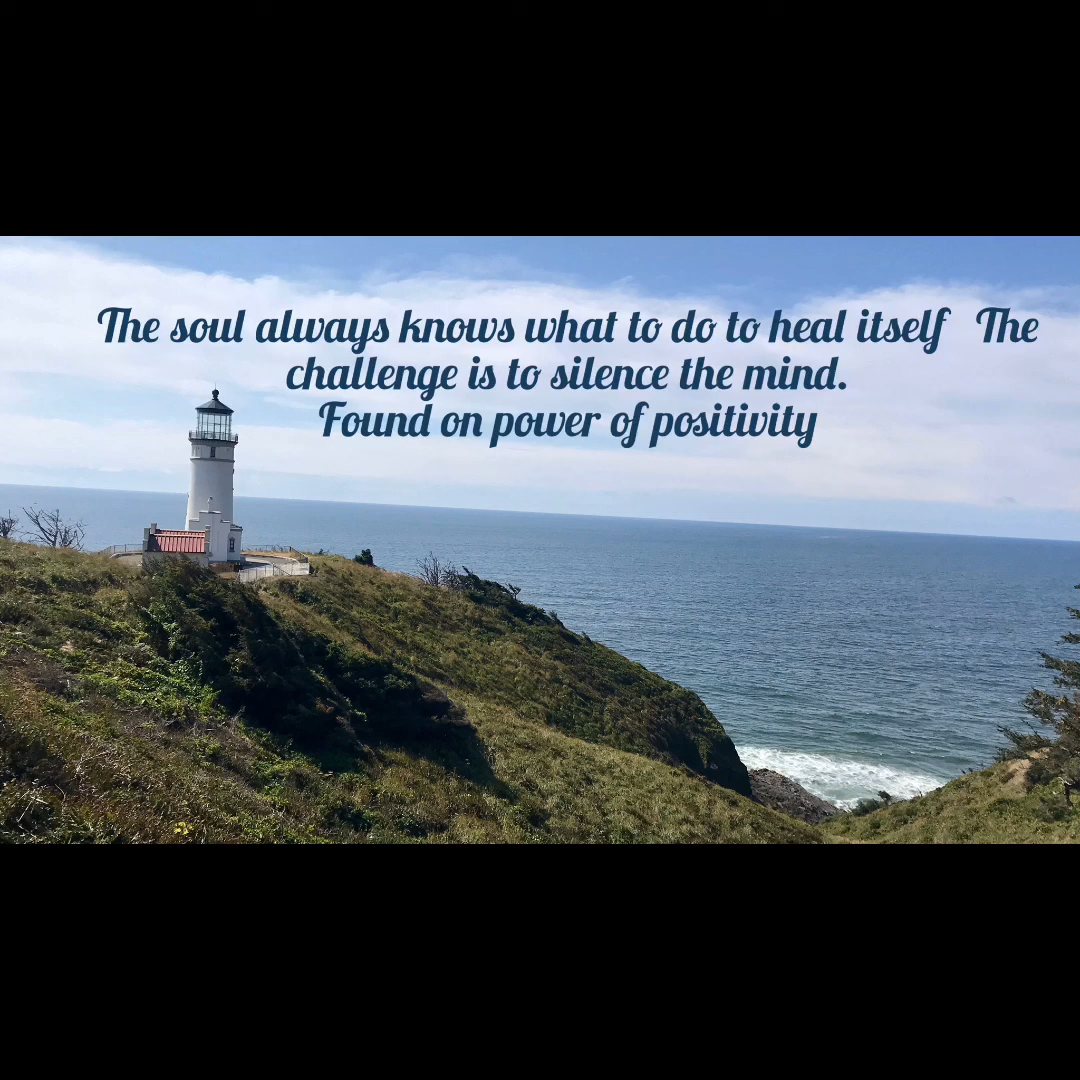 The soul always knows what to do to heal itself   The
challenge is to silence the mind.
Found on power of positivity